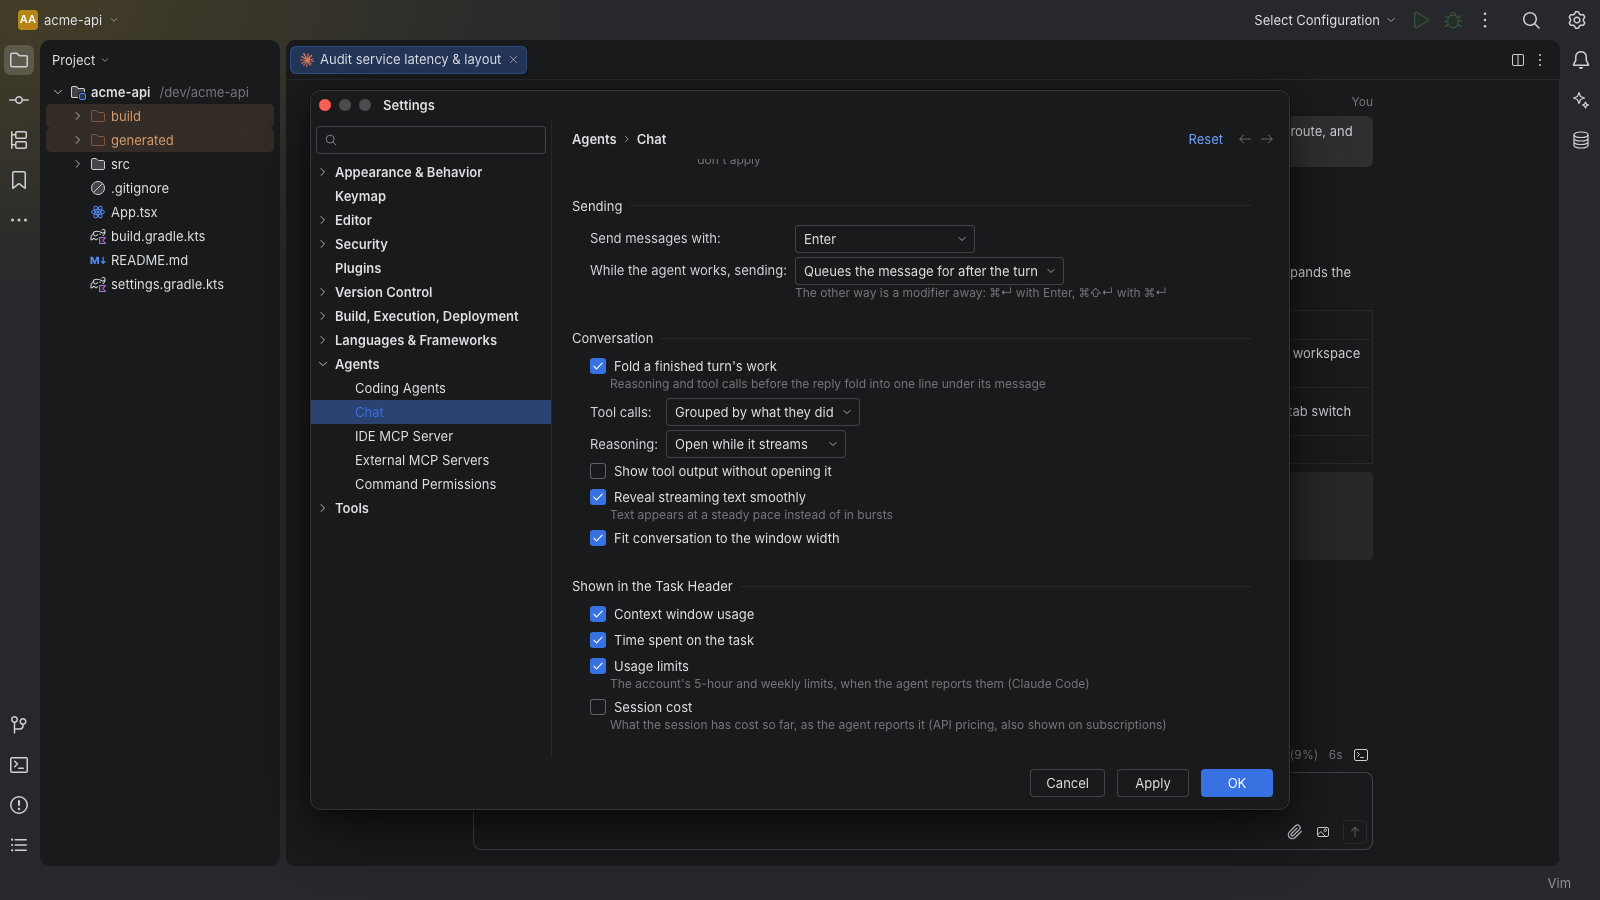 AA acme-api
Select Configuration
Project
Audit service latency & layout
acme-api /dev/acme-api
build
generated
src
.gitignore
App.tsx
build.gradle.kts
M↓ README.md
settings.gradle.kts
Settings
Appearance & Behavior
Keymap
Editor
Security
Plugins
Version Control
Build, Execution, Deployment
Languages & Frameworks
Agents
Coding Agents
Chat
IDE MCP Server
External MCP Servers
Command Permissions
Tools
Agents › Chat
Reset
don't apply
Sending
Send messages with: Enter
While the agent works, sending: Queues the message for after the turn
The other way is a modifier away: ⌘↵ with Enter, ⌘⇧↵ with ⌘↵
Conversation
Fold a finished turn's work
Reasoning and tool calls before the reply fold into one line under its message
Tool calls: Grouped by what they did
Reasoning: Open while it streams
Show tool output without opening it
Reveal streaming text smoothly
Text appears at a steady pace instead of in bursts
Fit conversation to the window width
Shown in the Task Header
Context window usage
Time spent on the task
Usage limits
The account's 5-hour and weekly limits, when the agent reports them (Claude Code)
Session cost
What the session has cost so far, as the agent reports it (API pricing, also shown on subscriptions)
Cancel
Apply
OK
You
route, and
pands the
workspace
tab switch
(9%) 6s
Vim